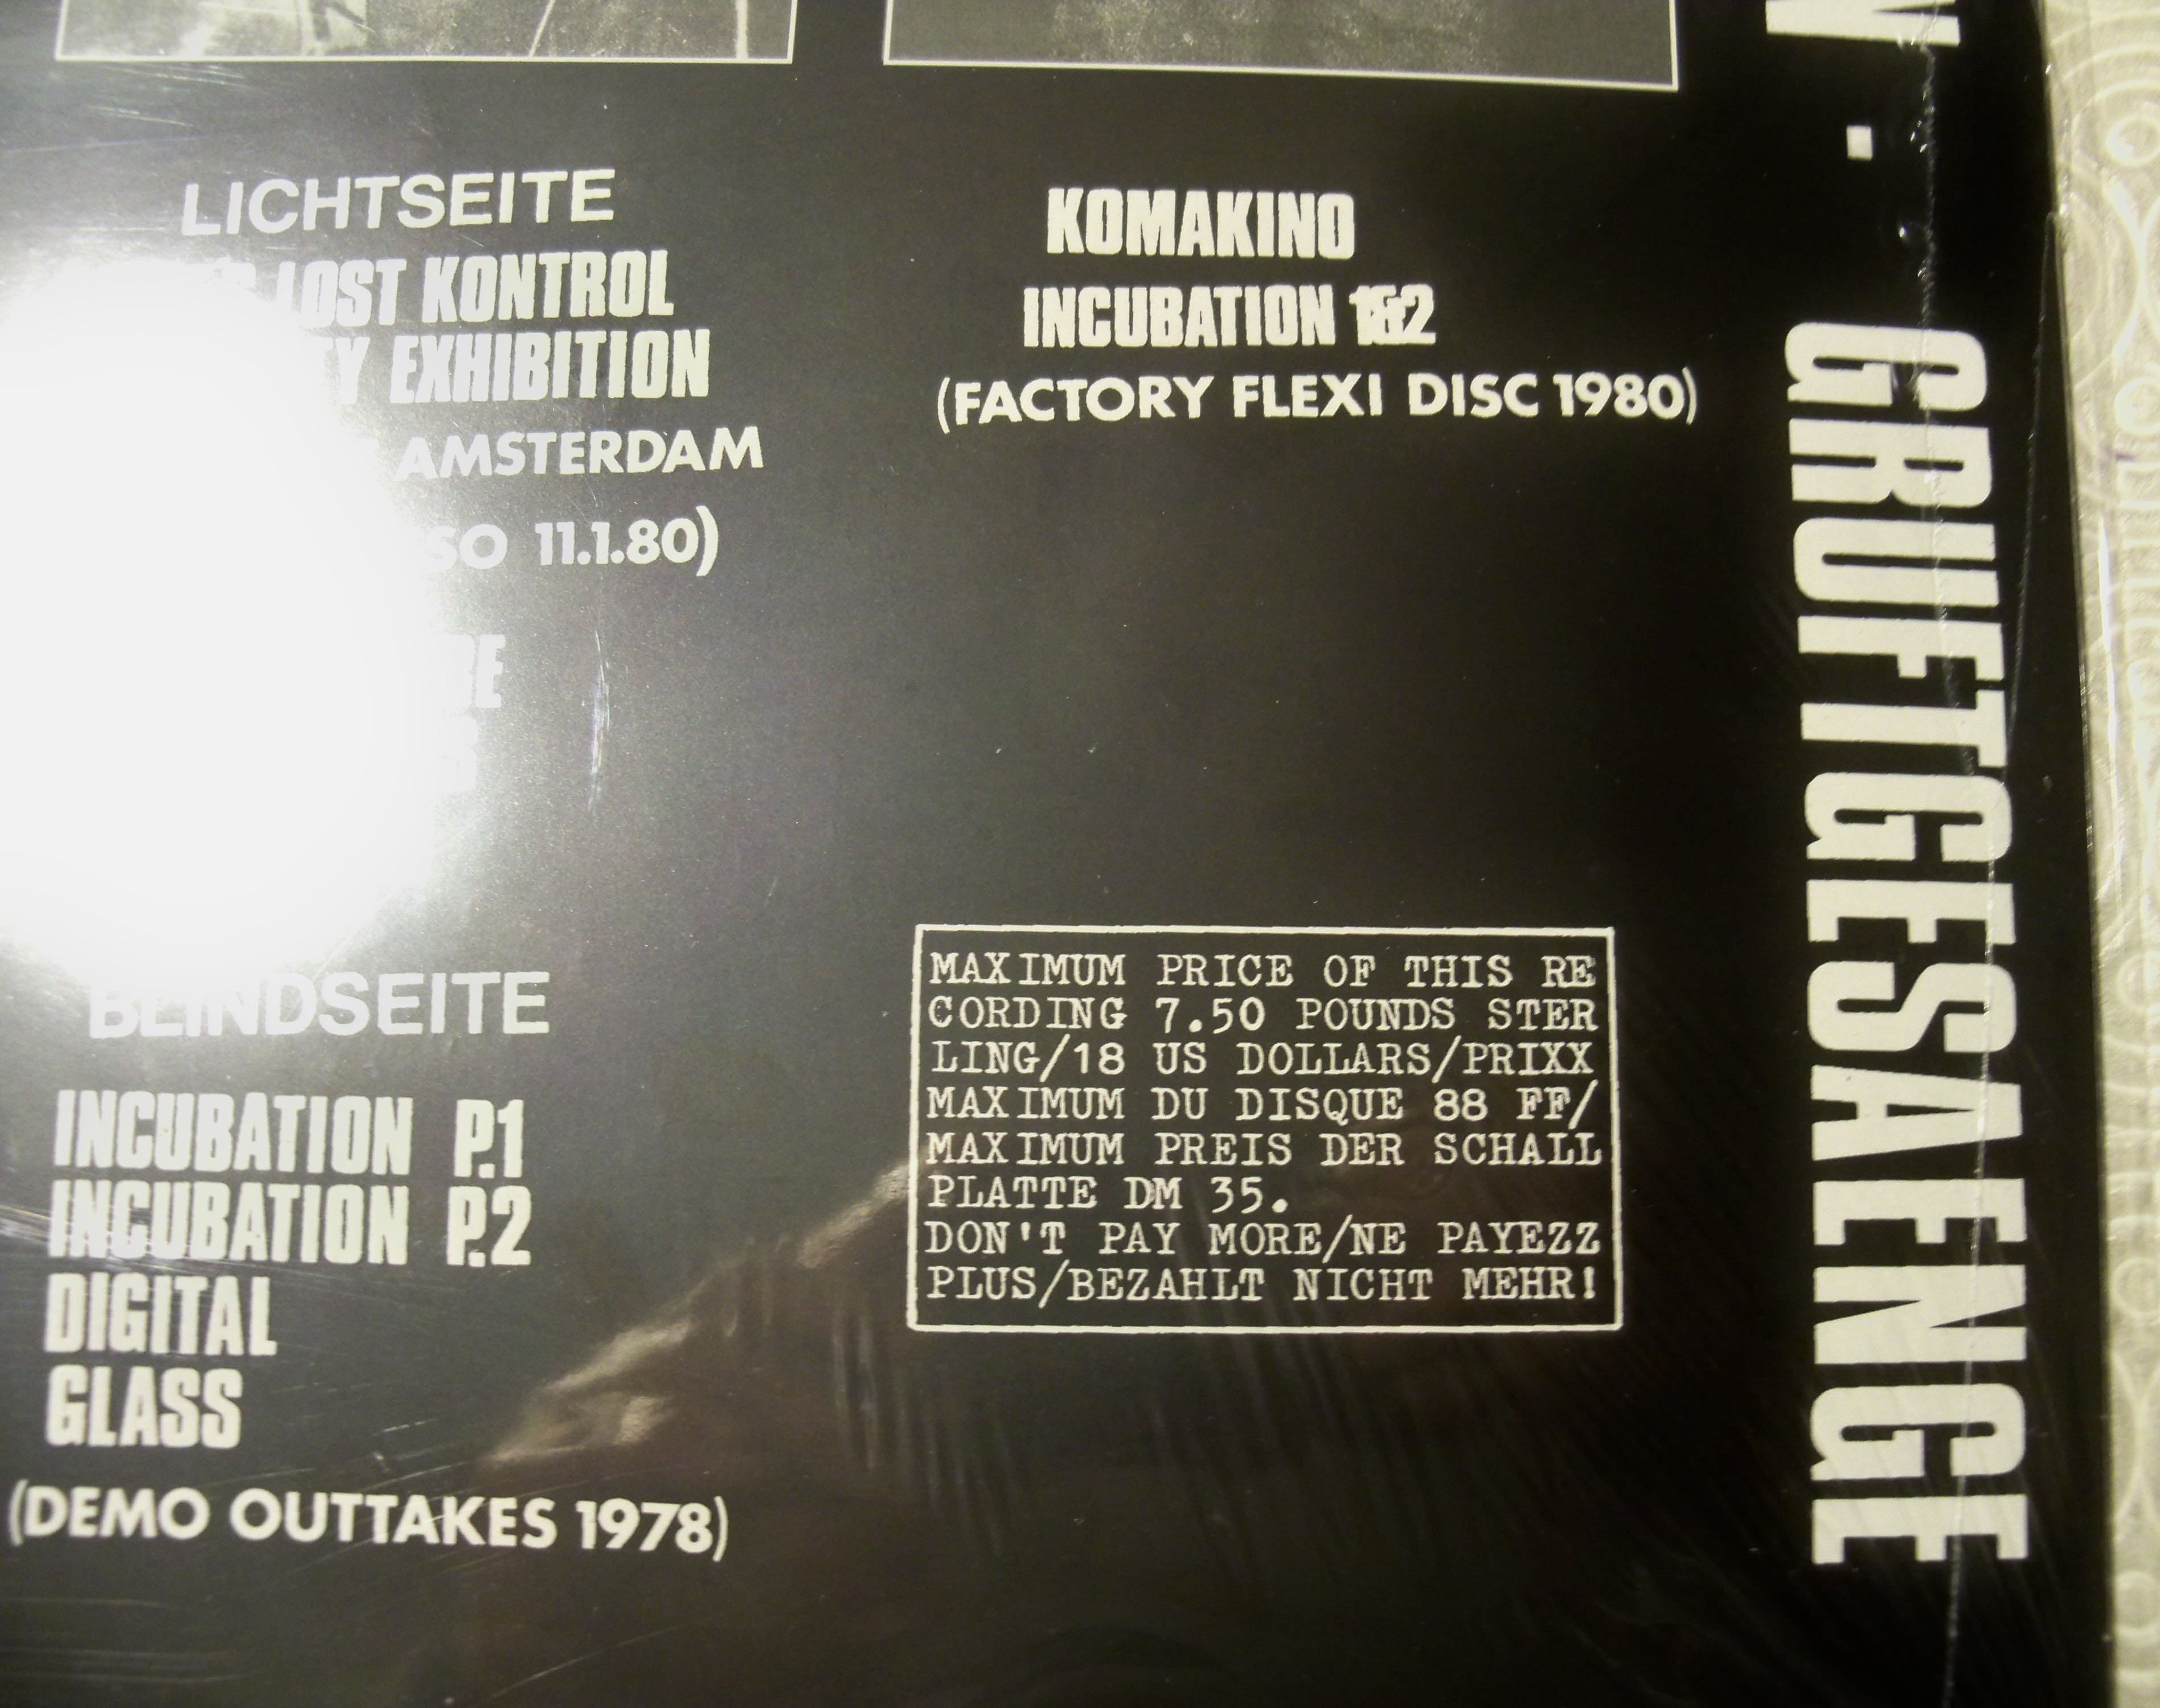 LICHTSEITE
LOST KONTROL
EXHIBITION
AMSTERDAM
11.1.80)
BLINDSEITE
INCUBATION P.1
INCUBATION P.2
DIGITAL
GLASS
(DEMO OUTTAKES 1978)
KOMAKINO
INCUBATION 1&2
(FACTORY FLEXI DISC 1980)
MAXIMUM PRICE OF THIS RE
CORDING 7.50 POUNDS STER
LING/18 US DOLLARS/PRIXX
MAXIMUM DU DISQUE 88 FF/
MAXIMUM PREIS DER SCHALL
PLATTE DM 35.
DON'T PAY MORE/NE PAYEZZ
PLUS/BEZAHLT NICHT MEHR!
GRUFTGESAENGE